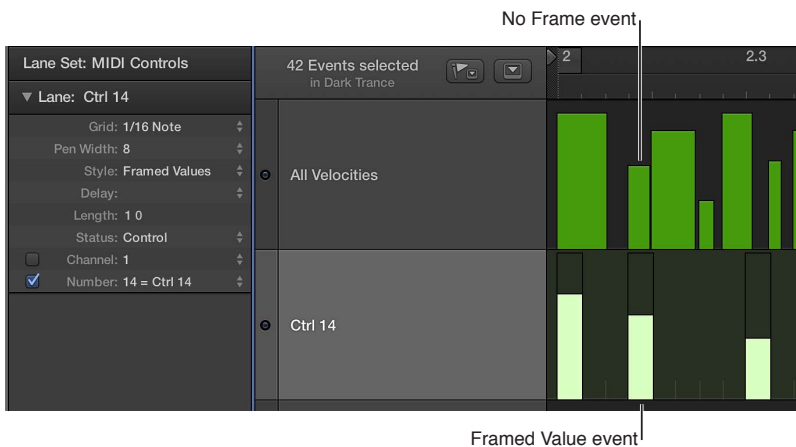 No Frame event
Lane Set: MIDI Controls
42 Events selected
in Dark Trance
2
2.3
Lane: Ctrl 14
Grid: 1/16 Note
Pen Width: 8
Style: Framed Values
Delay:
Length: 1 0
Status: Control
Channel: 1
Number: 14 = Ctrl 14
All Velocities
Ctrl 14
Framed Value event